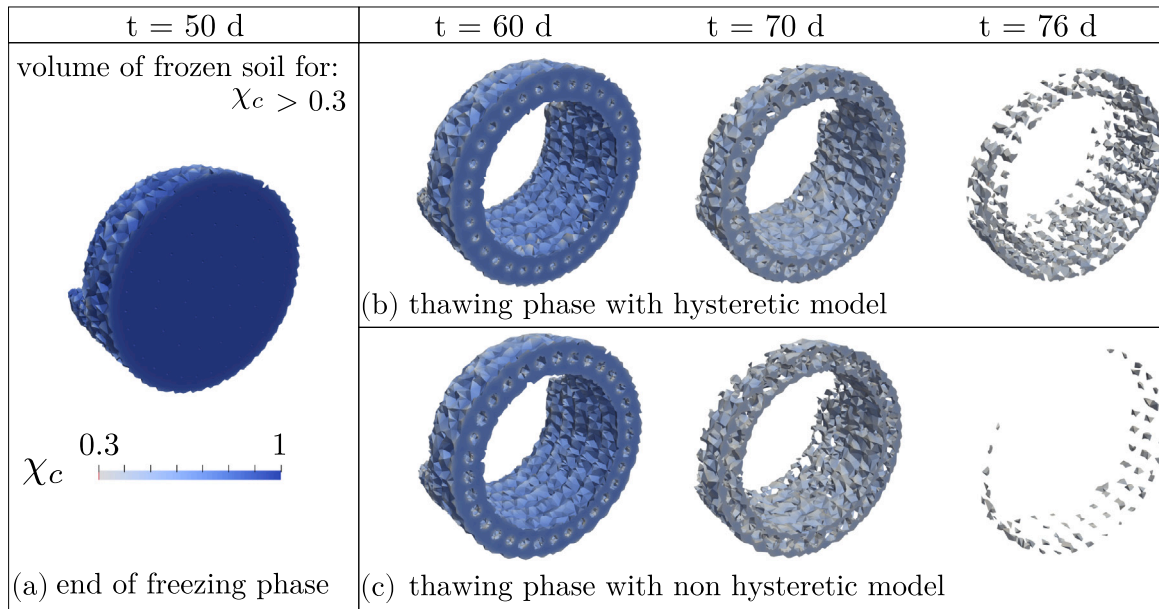 t = 50 d
t = 60 d
t = 70 d
t = 76 d
volume of frozen soil for:
χc > 0.3
(b) thawing phase with hysteretic model
0.3 1
χc
(a) end of freezing phase
(c) thawing phase with non hysteretic model